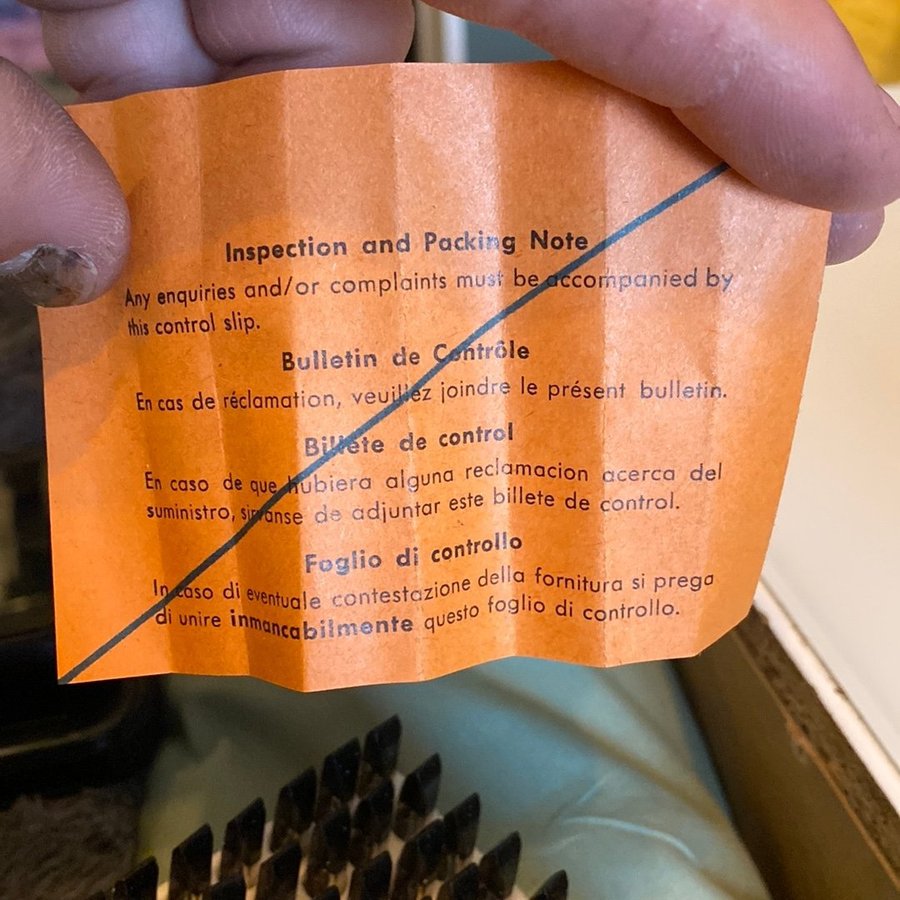 Inspection and Packing Note
Any enquiries and/or complaints must be accompanied by
this control slip.
Bulletin de Contrôle
En cas de réclamation, veuillez joindre le présent bulletin.
Billete de control
En caso de que hubiera alguna reclamacion acerca del
suministro, sirvanse de adjuntar este billete de control.
Foglio di controllo
In caso di eventuale contestazione della fornitura si prega
di unire inmancabilmente questo foglio di controllo.